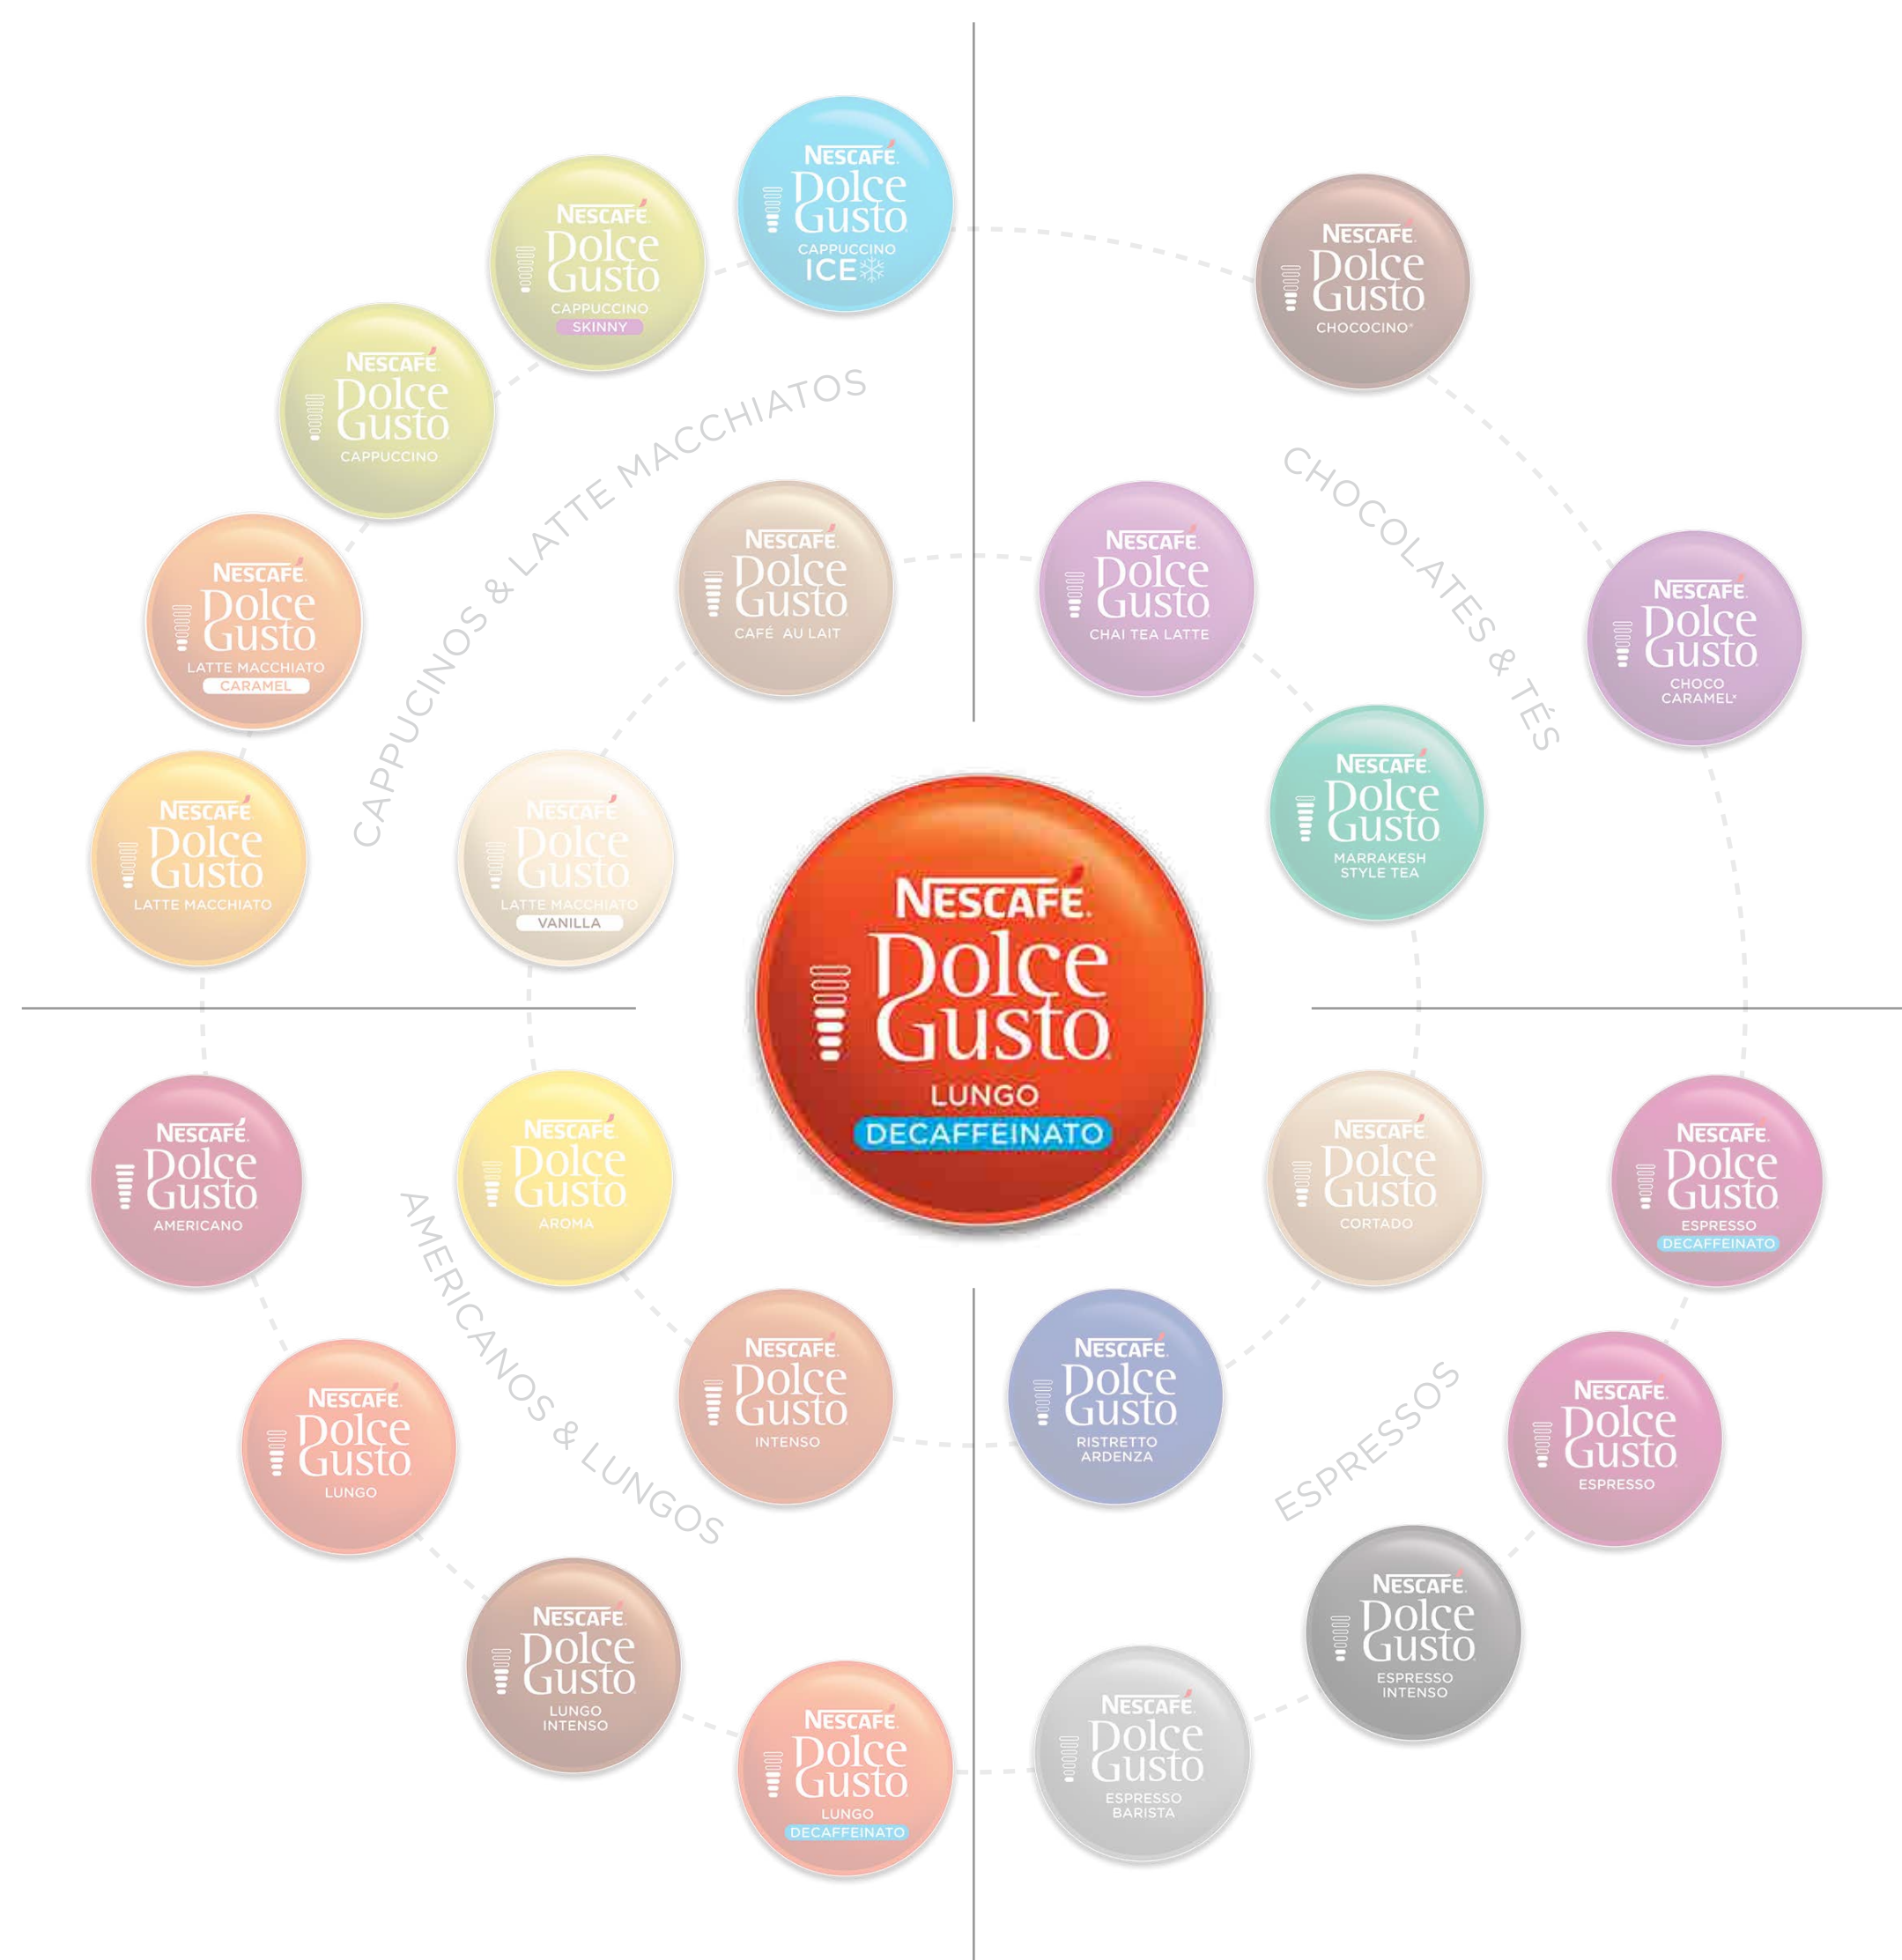 NESCAFÉ
Dolce
Gusto
CAPPUCCINO
ICE
NESCAFÉ
Dolce
Gusto
CAPPUCCINO
SKINNY
NESCAFÉ
Dolce
Gusto
CAPPUCCINO
NESCAFÉ
Dolce
Gusto
LATTE MACCHIATO
CARAMEL
NESCAFÉ
Dolce
Gusto
LATTE MACCHIATO
CAPPUCINOS & LATTE MACCHIATOS
NESCAFÉ
Dolce
Gusto
CAFÉ AU LAIT
NESCAFÉ
Dolce
Gusto
LATTE MACCHIATO
VANILLA
NESCAFÉ
Dolce
Gusto
CHOCOCINO
CHOCOLATES & TÉS
NESCAFÉ
Dolce
Gusto
CHAI TEA LATTE
NESCAFÉ
Dolce
Gusto
CHOCO
CARAMEL
NESCAFÉ
Dolce
Gusto
MARRAKESH
STYLE TEA
NESCAFÉ
Dolce
Gusto
LUNGO
DECAFFEINATO
NESCAFÉ
Dolce
Gusto
AMERICANO
NESCAFÉ
Dolce
Gusto
AROMA
AMERICANOS & LUNGOS
NESCAFÉ
Dolce
Gusto
INTENSO
NESCAFÉ
Dolce
Gusto
LUNGO
NESCAFÉ
Dolce
Gusto
LUNGO
INTENSO
NESCAFÉ
Dolce
Gusto
LUNGO
DECAFFEINATO
NESCAFÉ
Dolce
Gusto
CORTADO
NESCAFÉ
Dolce
Gusto
ESPRESSO
DECAFFEINATO
NESCAFÉ
Dolce
Gusto
RISTRETTO
ARDENZA
ESPRESSOS
NESCAFÉ
Dolce
Gusto
ESPRESSO
NESCAFÉ
Dolce
Gusto
ESPRESSO
INTENSO
NESCAFÉ
Dolce
Gusto
ESPRESSO
BARISTA